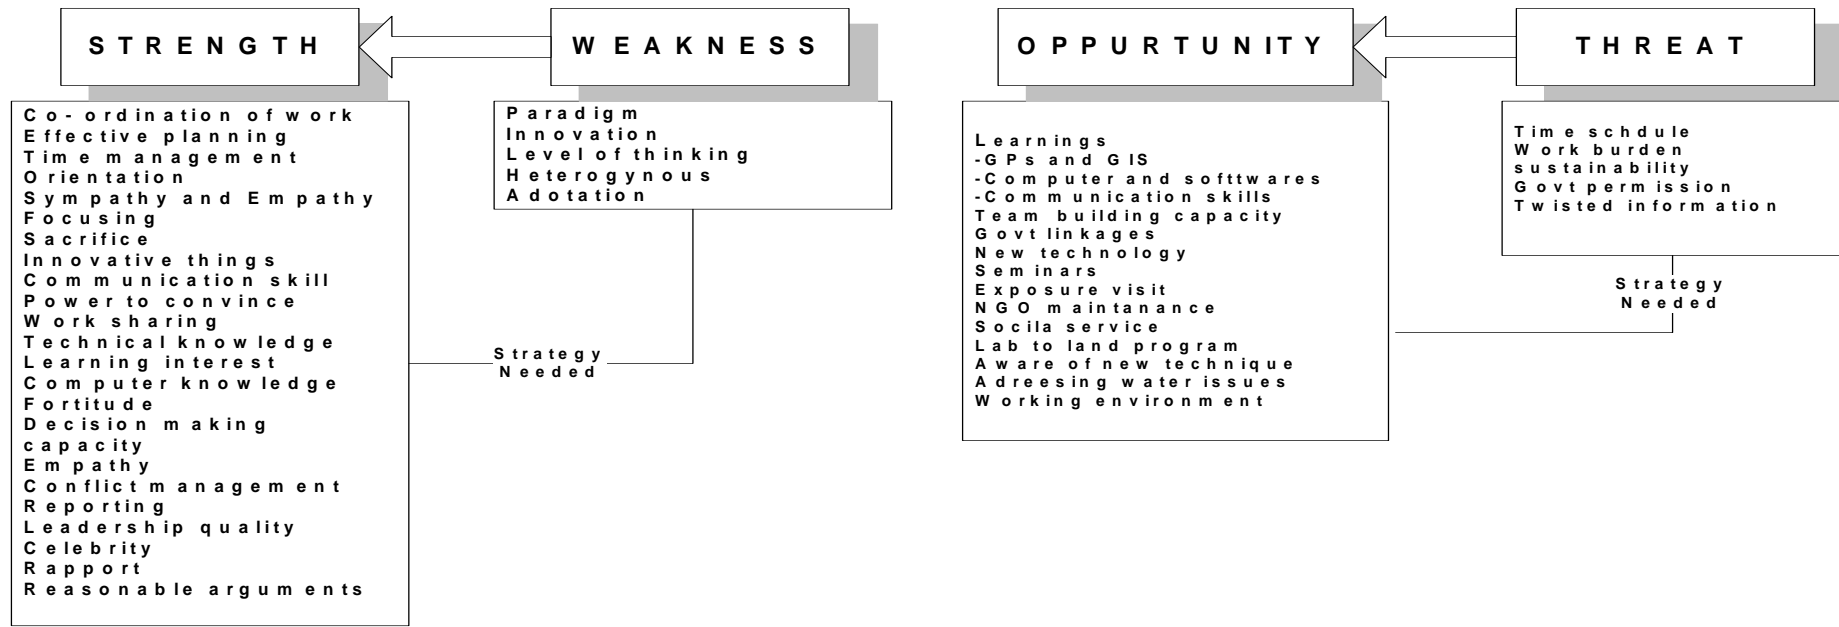 STRENGTH
Co-ordination of work
Effective planning
Time management
Orientation
Sympathy and Empathy
Focusing
Sacrifice
Innovative things
Communication skill
Power to convince
Work sharing
Technical knowledge
Learning interest
Computer knowledge
Fortitude
Decision making
capacity
Empathy
Conflict management
Reporting
Leadership quality
Celebrity
Rapport
Reasonable arguments
WEAKNESS
Paradigm
Innovation
Level of thinking
Heterogynous
Adotation
Strategy
Needed
OPPURTUNITY
Learnings
-GPs and GIS
-Computer and softtwares
-Communication skills
Team building capacity
Govt linkages
New technology
Seminars
Exposure visit
NGO maintanance
Socila service
Lab to land program
Aware of new technique
Adreesing water issues
Working environment
THREAT
Time schdule
Work burden
sustainability
Govt permission
Twisted information
Strategy
Needed